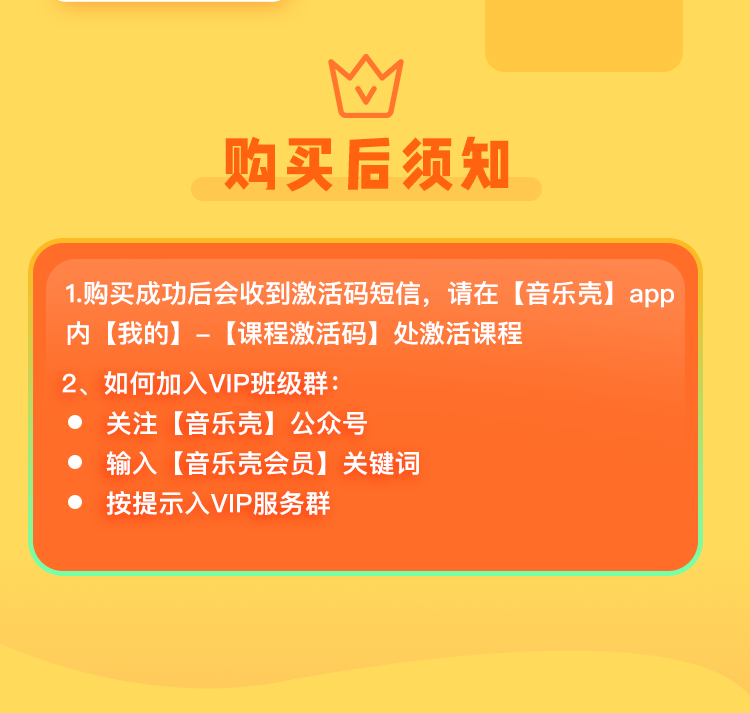 购买后须知
1.购买成功后会收到激活码短信，请在【音乐壳】app
内【我的】–【课程激活码】处激活课程
2、如何加入VIP班级群：
● 关注【音乐壳】公众号
● 输入【音乐壳会员】关键词
● 按提示入VIP服务群